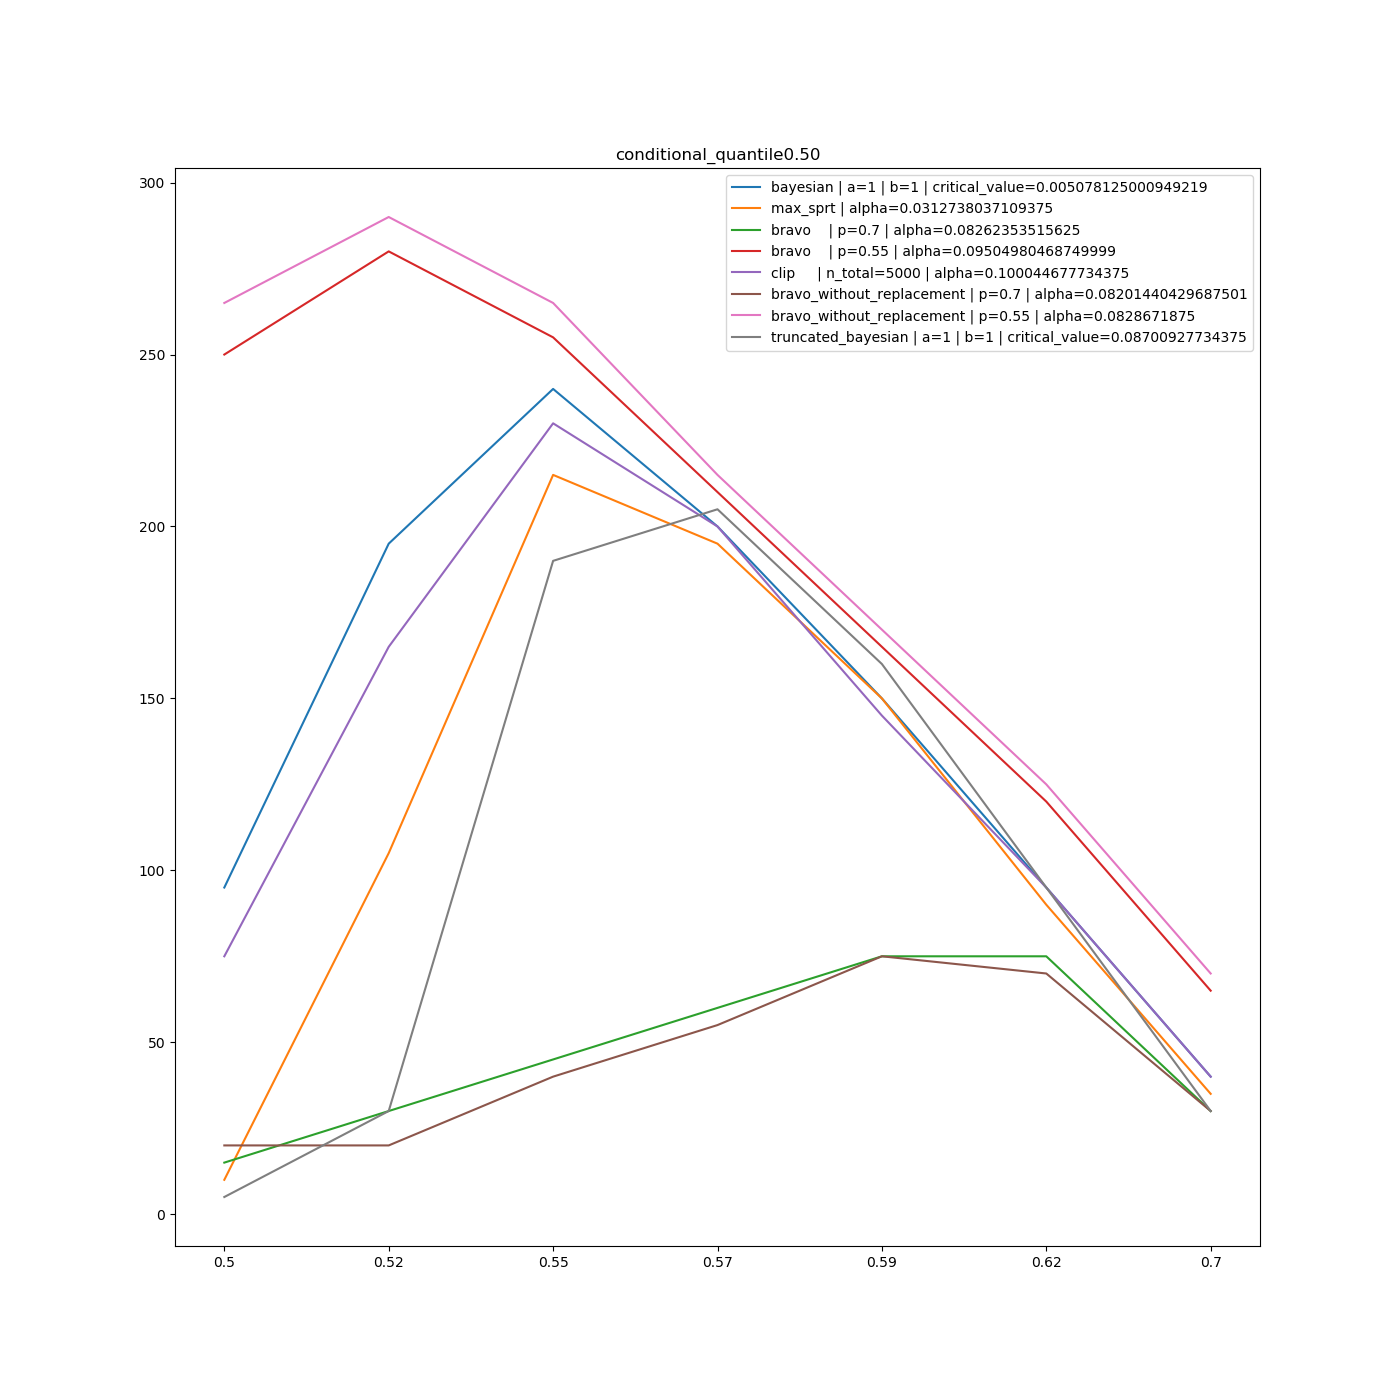 conditional_quantile0.50
300
250
200
150
100
50
0
bayesian | a=1 | b=1 | critical_value=0.005078125000949219
max_sprt | alpha=0.0312738037109375
bravo    | p=0.7 | alpha=0.08262353515625
bravo    | p=0.55 | alpha=0.09504980468749999
clip     | n_total=5000 | alpha=0.100044677734375
bravo_without_replacement | p=0.7 | alpha=0.08201440429687501
bravo_without_replacement | p=0.55 | alpha=0.0828671875
truncated_bayesian | a=1 | b=1 | critical_value=0.08700927734375
0.5 0.52 0.55 0.57 0.59 0.62 0.7